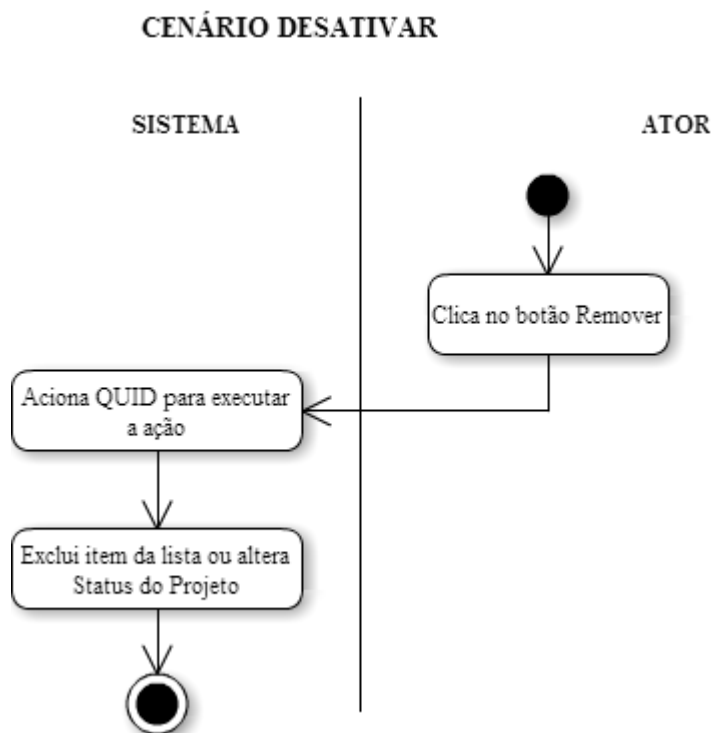 CENÁRIO DESATIVAR
SISTEMA
ATOR
Clica no botão Remover
Aciona QUID para executar
a ação
Exclui item da lista ou altera
Status do Projeto